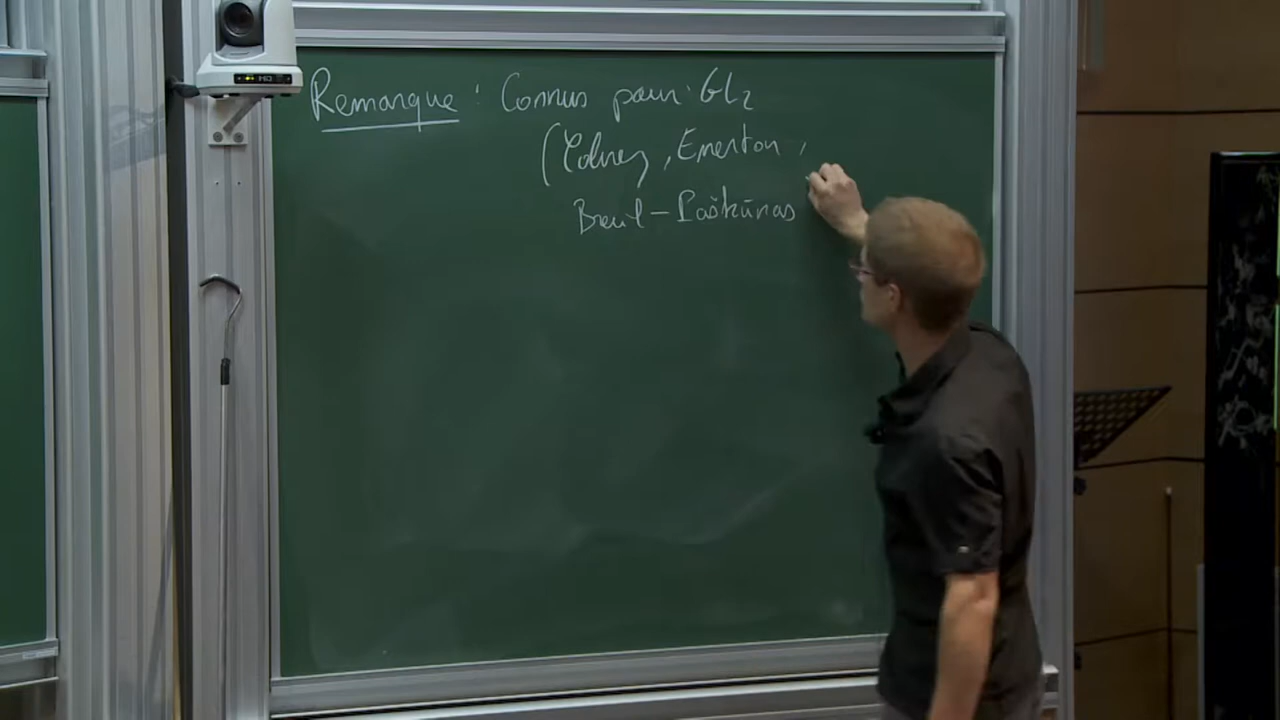 Remarque : Connus pour GL₂
(Colmez, Emerton,
Breuil – Paškūnas